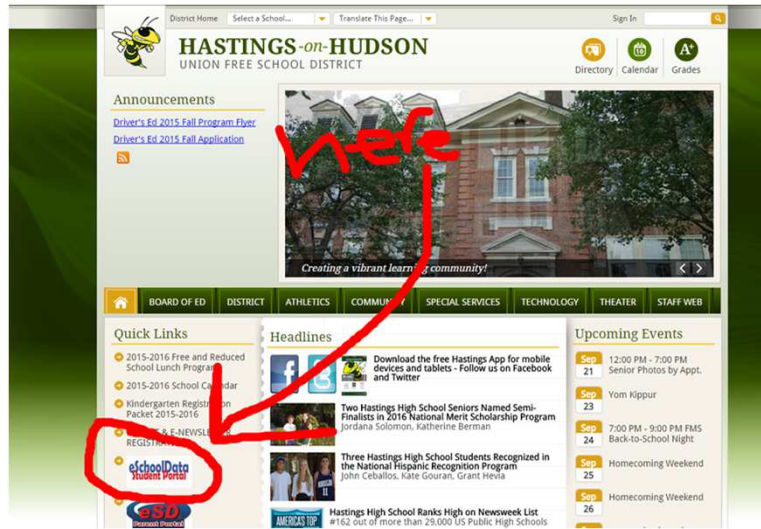 District Home
Select a School...
Translate This Page...
Sign In
HASTINGS -on- HUDSON
UNION FREE SCHOOL DISTRICT
Directory
Calendar
Grades
Announcements
Driver's Ed 2015 Fall Program Flyer
Driver's Ed 2015 Fall Application
here
Creating a vibrant learning community!
BOARD OF ED
DISTRICT
ATHLETICS
COMMUNITY
SPECIAL SERVICES
TECHNOLOGY
THEATER
STAFF WEB
Quick Links
2015-2016 Free and Reduced
School Lunch Program
2015-2016 School Calendar
Kindergarten Registration
Packet 2015-2016
& E-NEWSLETTER
eSchoolData
Student Portal
eSD
Parent Portal
Headlines
Download the free Hastings App for mobile
devices and tablets - Follow us on Facebook
and Twitter
Two Hastings High School Seniors Named Semi-
Finalists in 2016 National Merit Scholarship Program
Jordana Solomon, Katherine Berman
Three Hastings High School Students Recognized in
the National Hispanic Recognition Program
John Ceballos, Kate Gouran, Grant Hevia
AMERICA'S TOP
Hastings High School Ranks High on Newsweek List
#162 out of more than 29,000 US Public High Schools
Upcoming Events
Sep
21
12:00 PM - 7:00 PM
Senior Photos by Appt.
Sep
23
Yom Kippur
Sep
24
7:00 PM - 9:00 PM FMS
Back-to-School Night
Sep
25
Homecoming Weekend
Sep
26
Homecoming Weekend